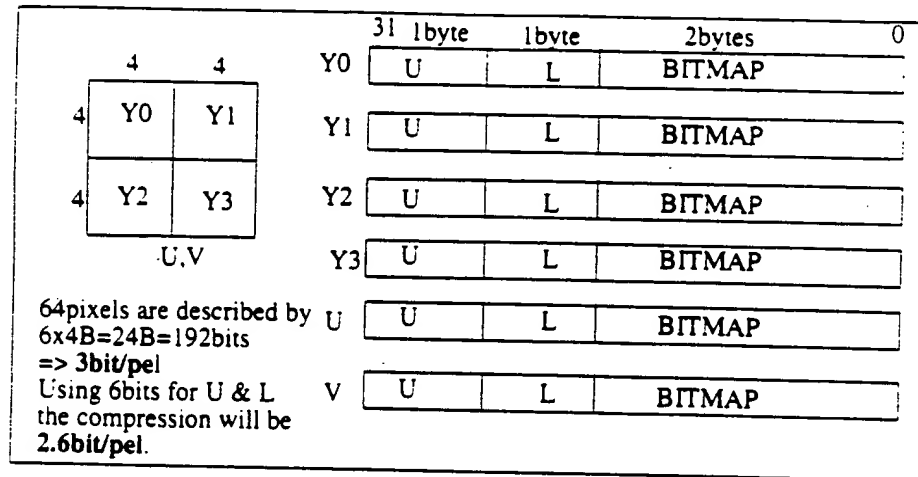 31 1byte 1byte 2bytes 0
4 4
Y0 U L BITMAP
4 Y0 Y1
Y1 U L BITMAP
4 Y2 Y3
Y2 U L BITMAP
U,V
Y3 U L BITMAP
64pixels are described by
6x4B=24B=192bits
=> 3bit/pel
Using 6bits for U & L
the compression will be
2.6bit/pel.
U U L BITMAP
V U L BITMAP